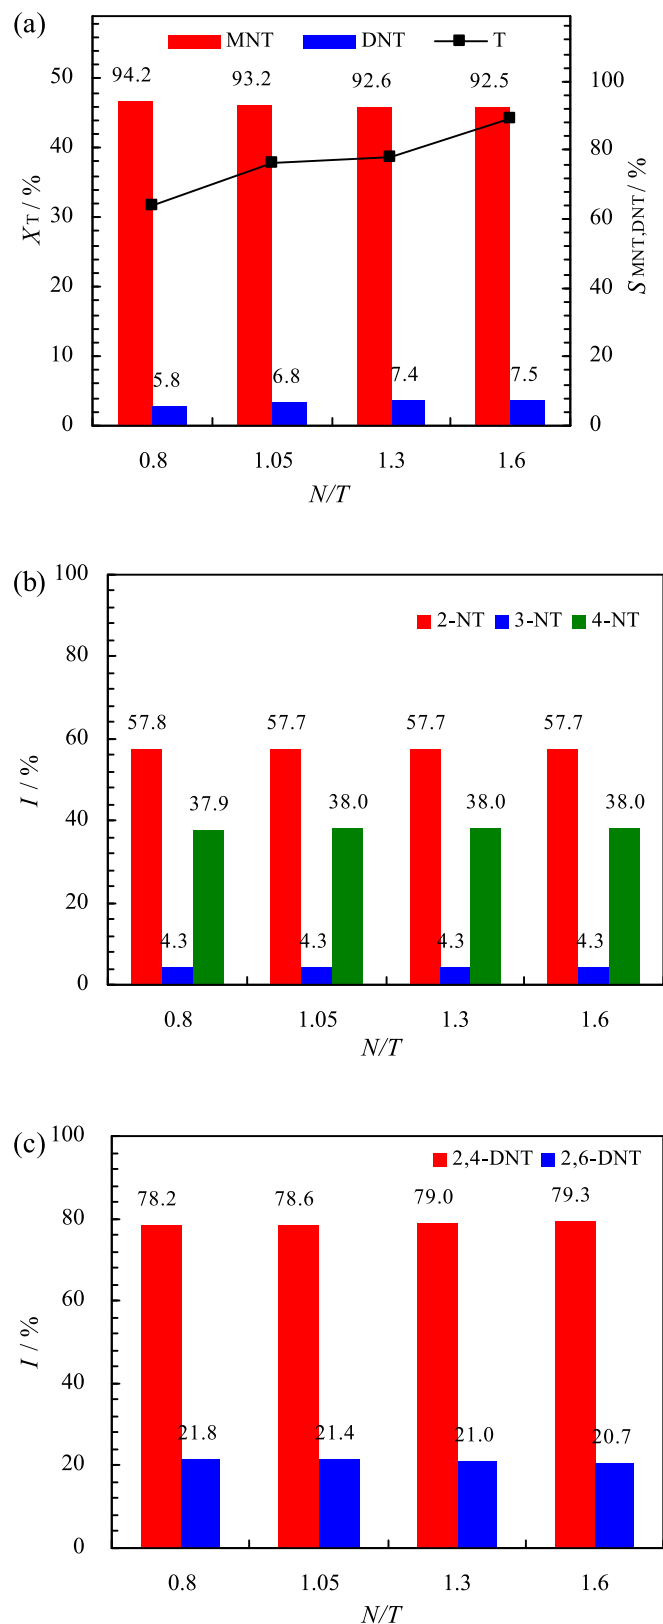 (a)
MNT DNT T
94.2 93.2 92.6 92.5
5.8 6.8 7.4 7.5
50
40
30
20
10
0
X_T / %
100
80
60
40
20
0
S_MNT,DNT / %
0.8 1.05 1.3 1.6
N/T
(b)
2-NT 3-NT 4-NT
57.8 57.7 57.7 57.7
37.9 38.0 38.0 38.0
4.3 4.3 4.3 4.3
100
80
60
40
20
0
I / %
0.8 1.05 1.3 1.6
N/T
(c)
2,4-DNT 2,6-DNT
78.2 78.6 79.0 79.3
21.8 21.4 21.0 20.7
100
80
60
40
20
0
I / %
0.8 1.05 1.3 1.6
N/T